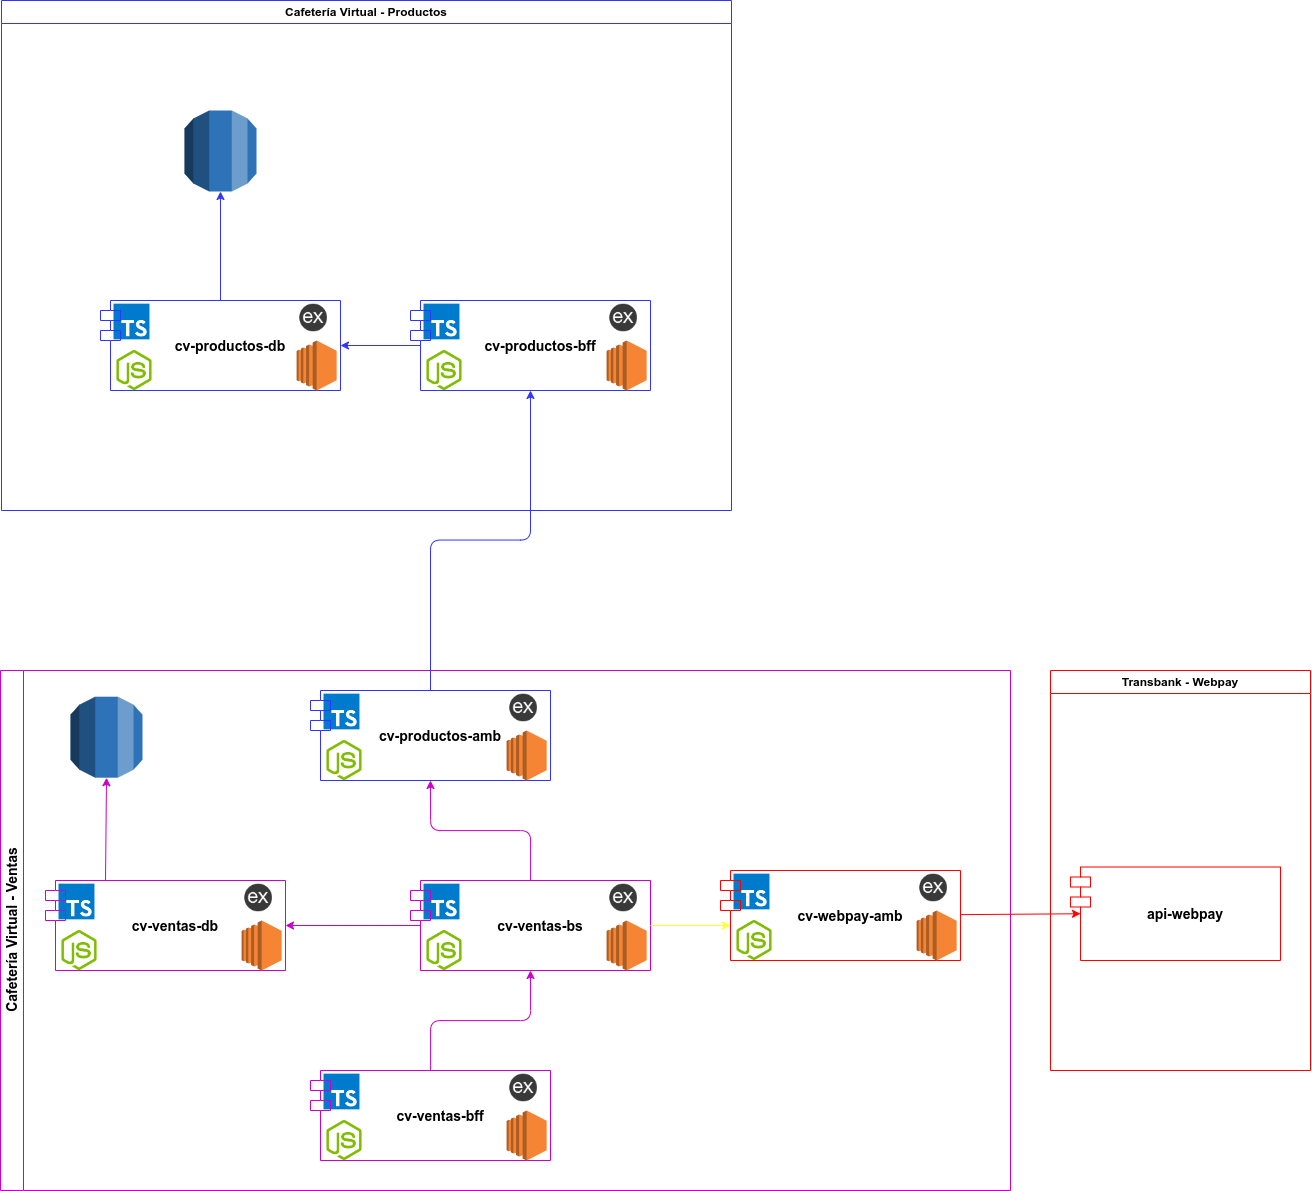 Cafetería Virtual - Productos
TS
ex
cv-productos-db
JS
TS
ex
cv-productos-bff
JS
Cafetería Virtual - Ventas
TS
ex
cv-productos-amb
JS
TS
ex
cv-ventas-db
JS
TS
ex
cv-ventas-bs
JS
TS
ex
cv-webpay-amb
JS
TS
ex
cv-ventas-bff
JS
Transbank - Webpay
api-webpay